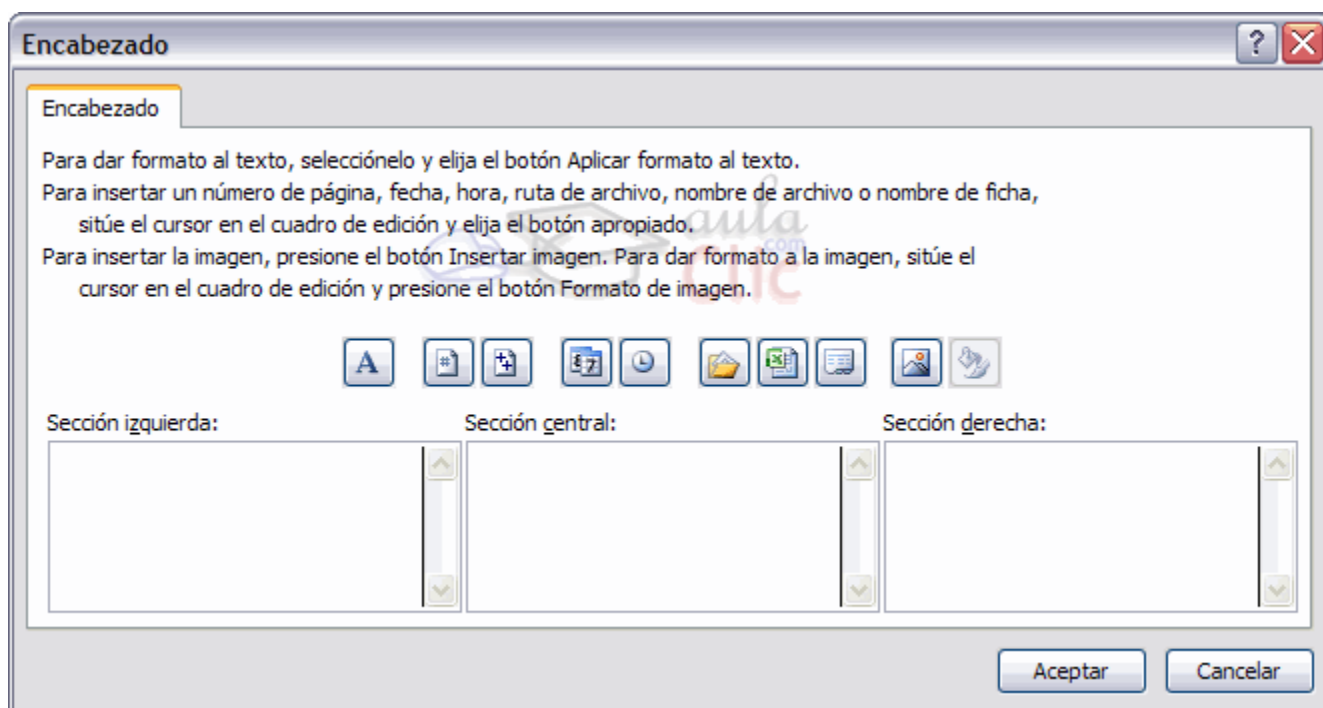 Encabezado
Encabezado
Para dar formato al texto, selecciónelo y elija el botón Aplicar formato al texto.
Para insertar un número de página, fecha, hora, ruta de archivo, nombre de archivo o nombre de ficha,
sitúe el cursor en el cuadro de edición y elija el botón apropiado.
Para insertar la imagen, presione el botón Insertar imagen. Para dar formato a la imagen, sitúe el
cursor en el cuadro de edición y presione el botón Formato de imagen.
aula
.com
Clic
A
Sección izquierda:
Sección central:
Sección derecha:
Aceptar
Cancelar